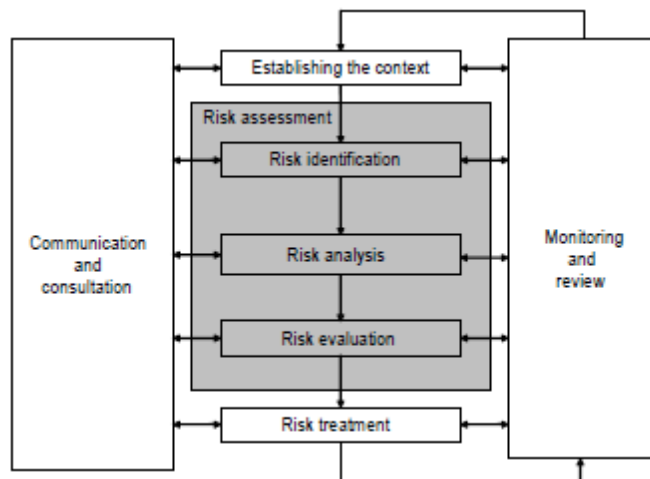 Establishing the context
Risk assessment
Risk identification
Communication
and
consultation
Risk analysis
Monitoring
and
review
Risk evaluation
Risk treatment